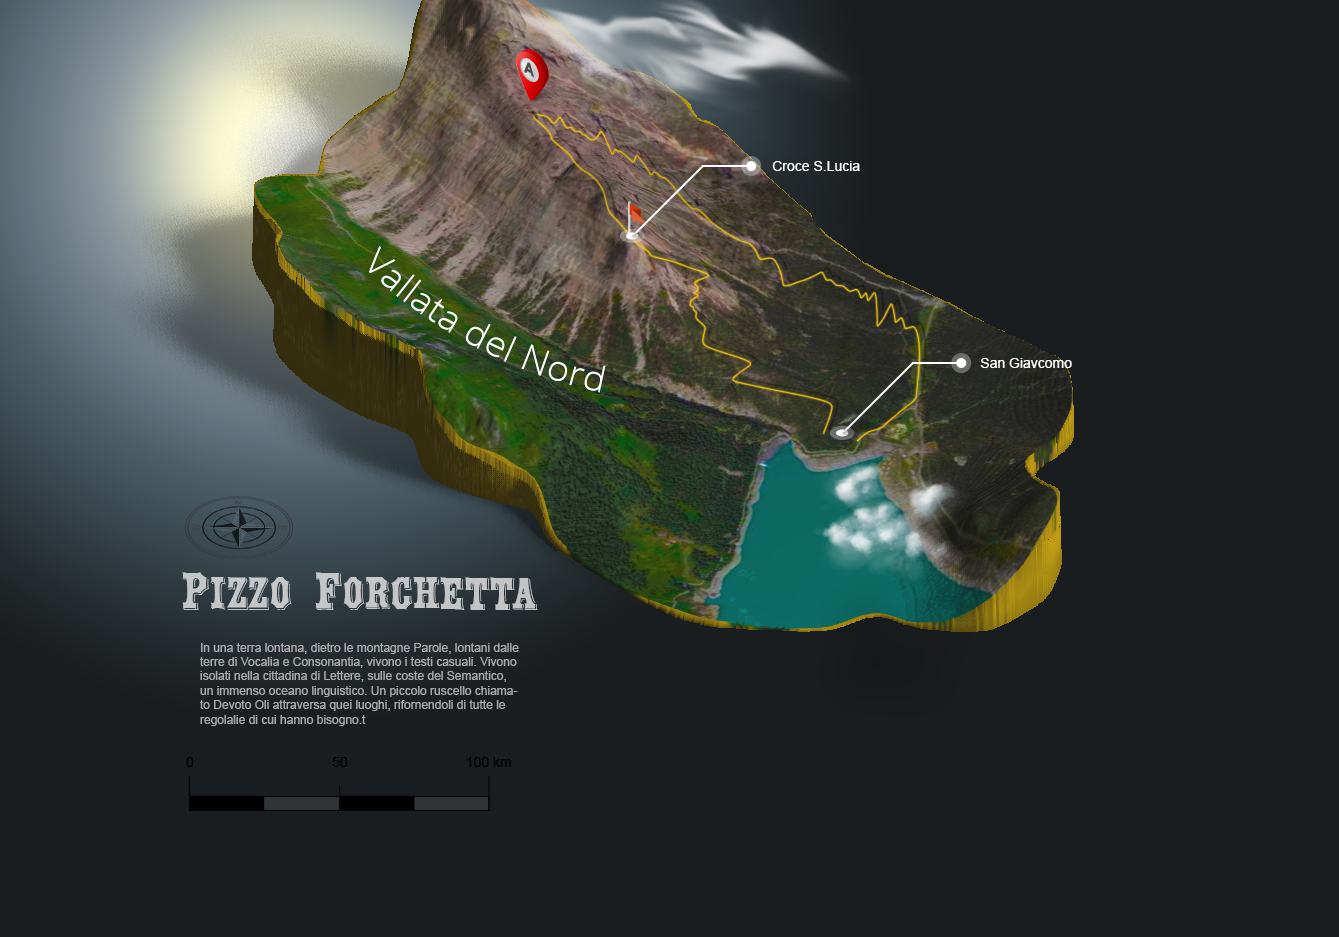 A
Croce S.Lucia
Vallata del Nord
San Giavcomo
Pizzo Forchetta
In una terra lontana, dietro le montagne Parole, lontani dalle
terre di Vocalia e Consonantia, vivono i testi casuali. Vivono
isolati nella cittadina di Lettere, sulle coste del Semantico,
un immenso oceano linguistico. Un piccolo ruscello chiama-
to Devoto Oli attraversa quei luoghi, rifornendoli di tutte le
regolalie di cui hanno bisogno.t
0 50 100 km